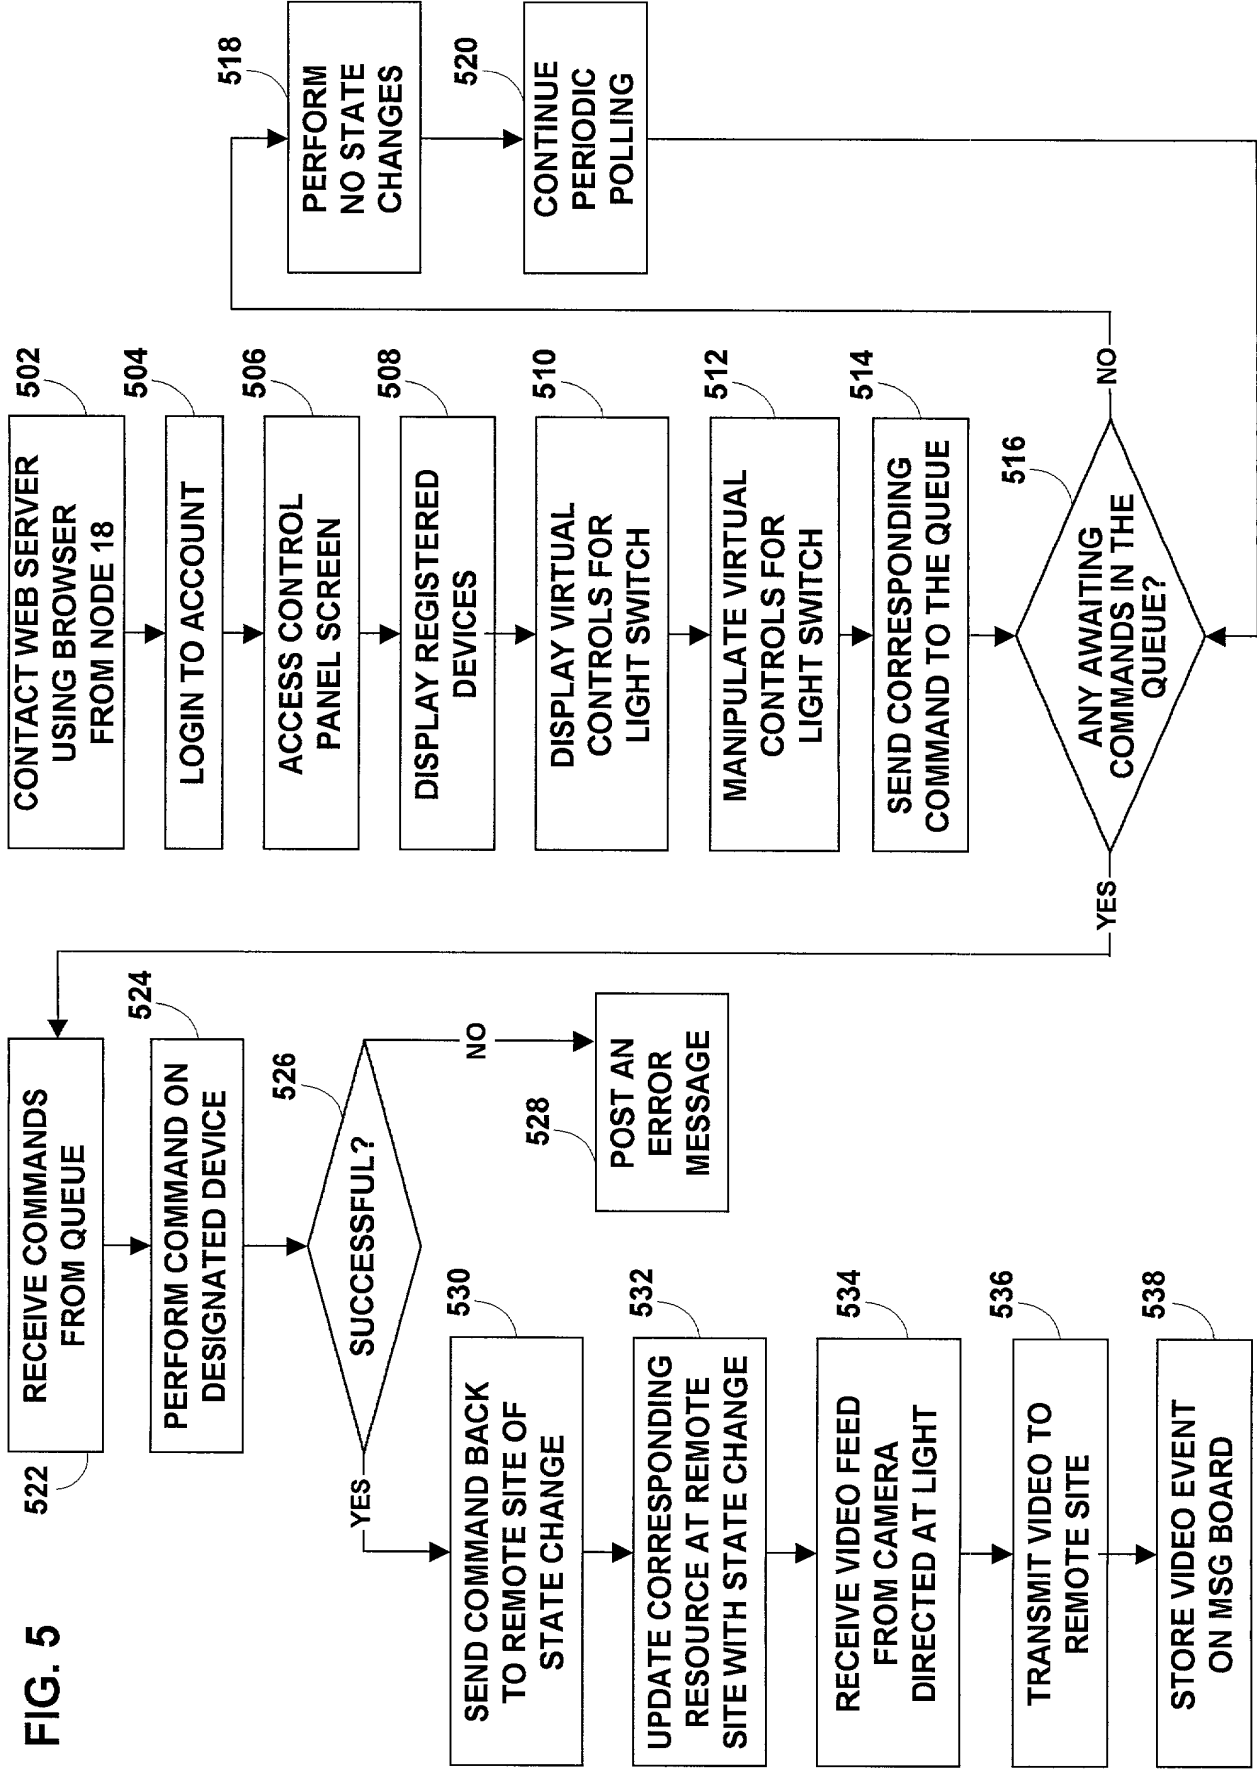 FIG. 5
502
CONTACT WEB SERVER
USING BROWSER
FROM NODE 18
504
LOGIN TO ACCOUNT
506
ACCESS CONTROL
PANEL SCREEN
508
DISPLAY REGISTERED
DEVICES
510
DISPLAY VIRTUAL
CONTROLS FOR
LIGHT SWITCH
512
MANIPULATE VIRTUAL
CONTROLS FOR
LIGHT SWITCH
514
SEND CORRESPONDING
COMMAND TO THE QUEUE
516
ANY AWAITING
COMMANDS IN THE
QUEUE?
NO
YES
518
PERFORM
NO STATE
CHANGES
520
CONTINUE
PERIODIC
POLLING
522
RECEIVE COMMANDS
FROM QUEUE
524
PERFORM COMMAND ON
DESIGNATED DEVICE
526
SUCCESSFUL?
NO
YES
528
POST AN
ERROR
MESSAGE
530
SEND COMMAND BACK
TO REMOTE SITE OF
STATE CHANGE
532
UPDATE CORRESPONDING
RESOURCE AT REMOTE
SITE WITH STATE CHANGE
534
RECEIVE VIDEO FEED
FROM CAMERA
DIRECTED AT LIGHT
536
TRANSMIT VIDEO TO
REMOTE SITE
538
STORE VIDEO EVENT
ON MSG BOARD